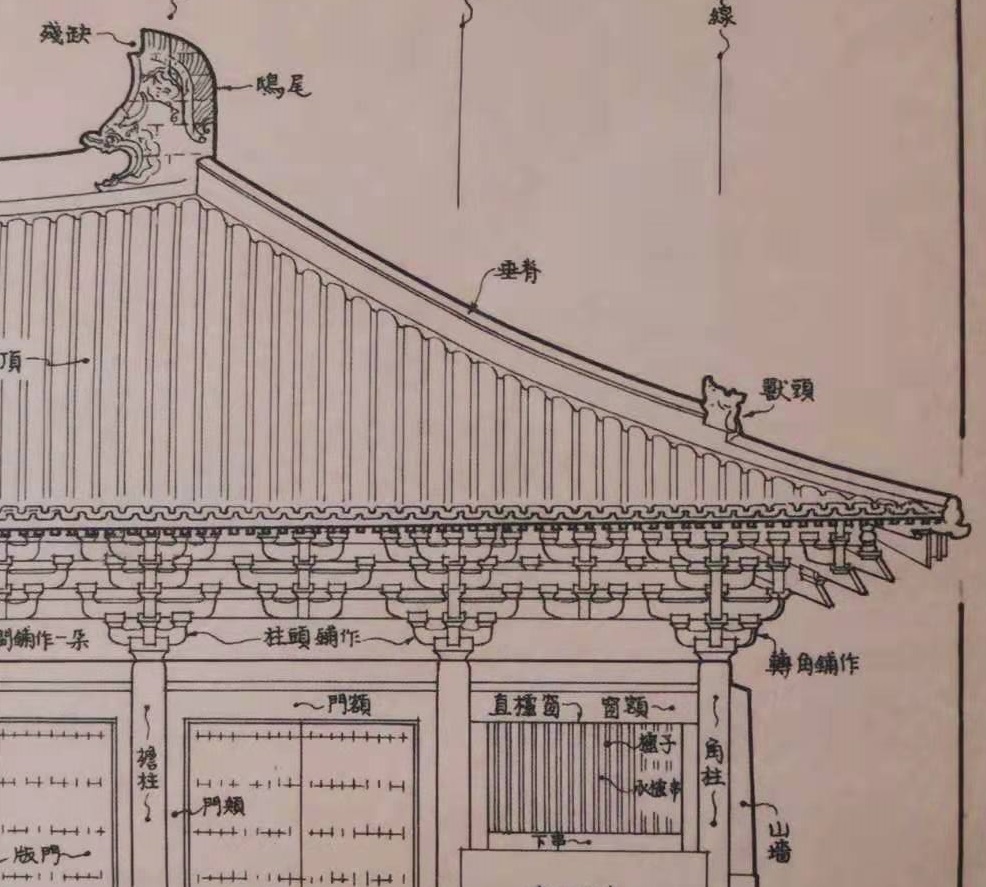 線
殘缺
鴟尾
垂脊
獸頭
頂
間鋪作一朵
柱頭鋪作
轉角鋪作
門額
直欞窗
窗額
欞子
承欞串
下串
檐柱
門頰
角柱
山墻
版門